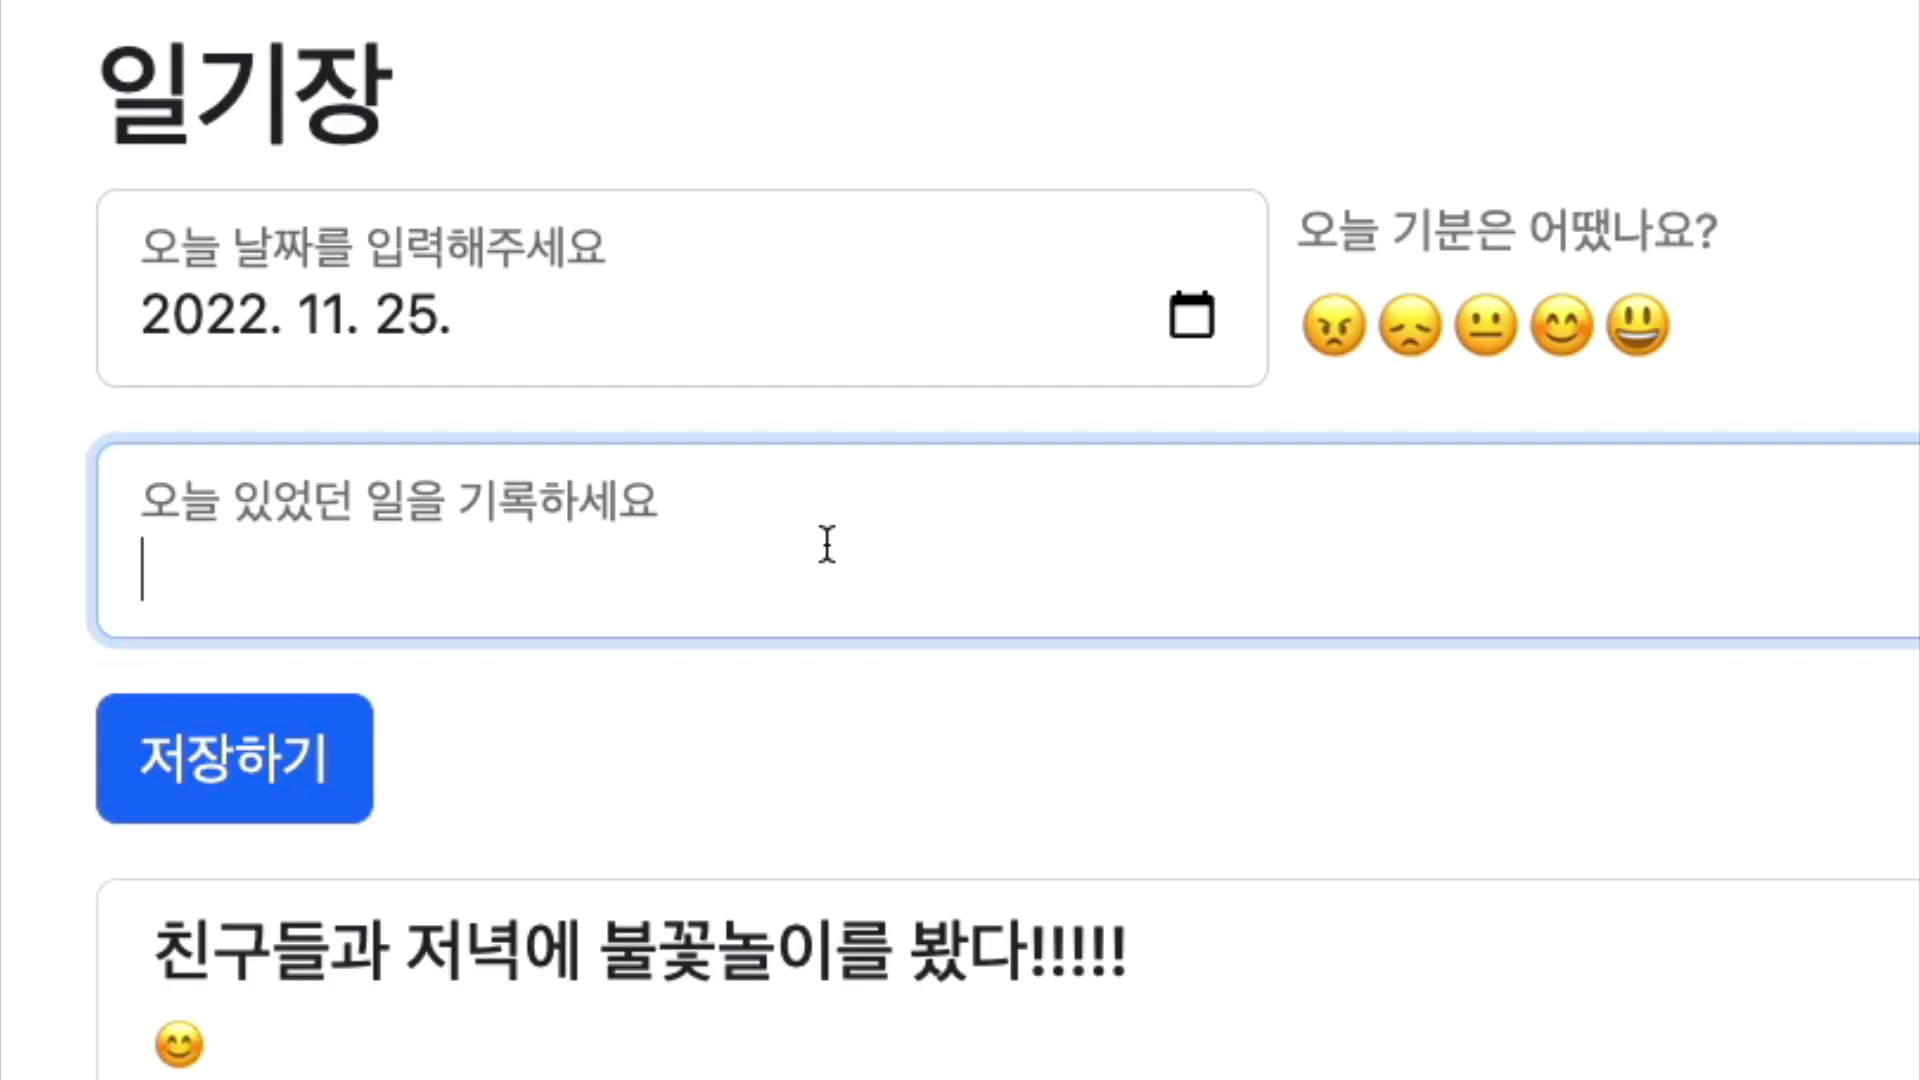 일기장
오늘 날짜를 입력해주세요
2022. 11. 25.
오늘 기분은 어땠나요?
😠😞😐😊😃
오늘 있었던 일을 기록하세요
저장하기
친구들과 저녁에 불꽃놀이를 봤다!!!!!
😊